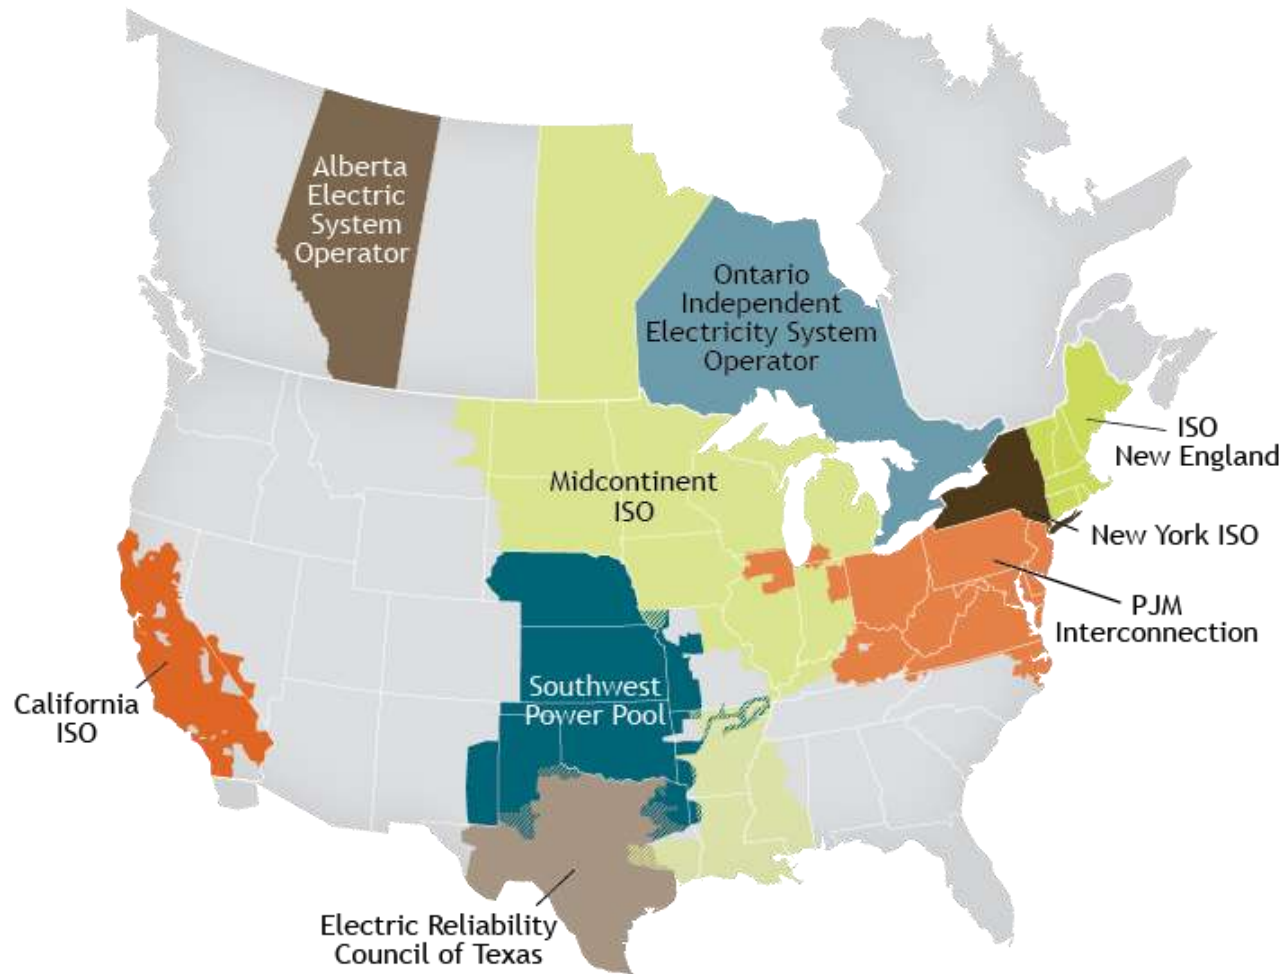 Alberta
Electric
System
Operator
Ontario
Independent
Electricity System
Operator
ISO
New England
Midcontinent
ISO
New York ISO
PJM
Interconnection
Southwest
Power Pool
California
ISO
Electric Reliability
Council of Texas